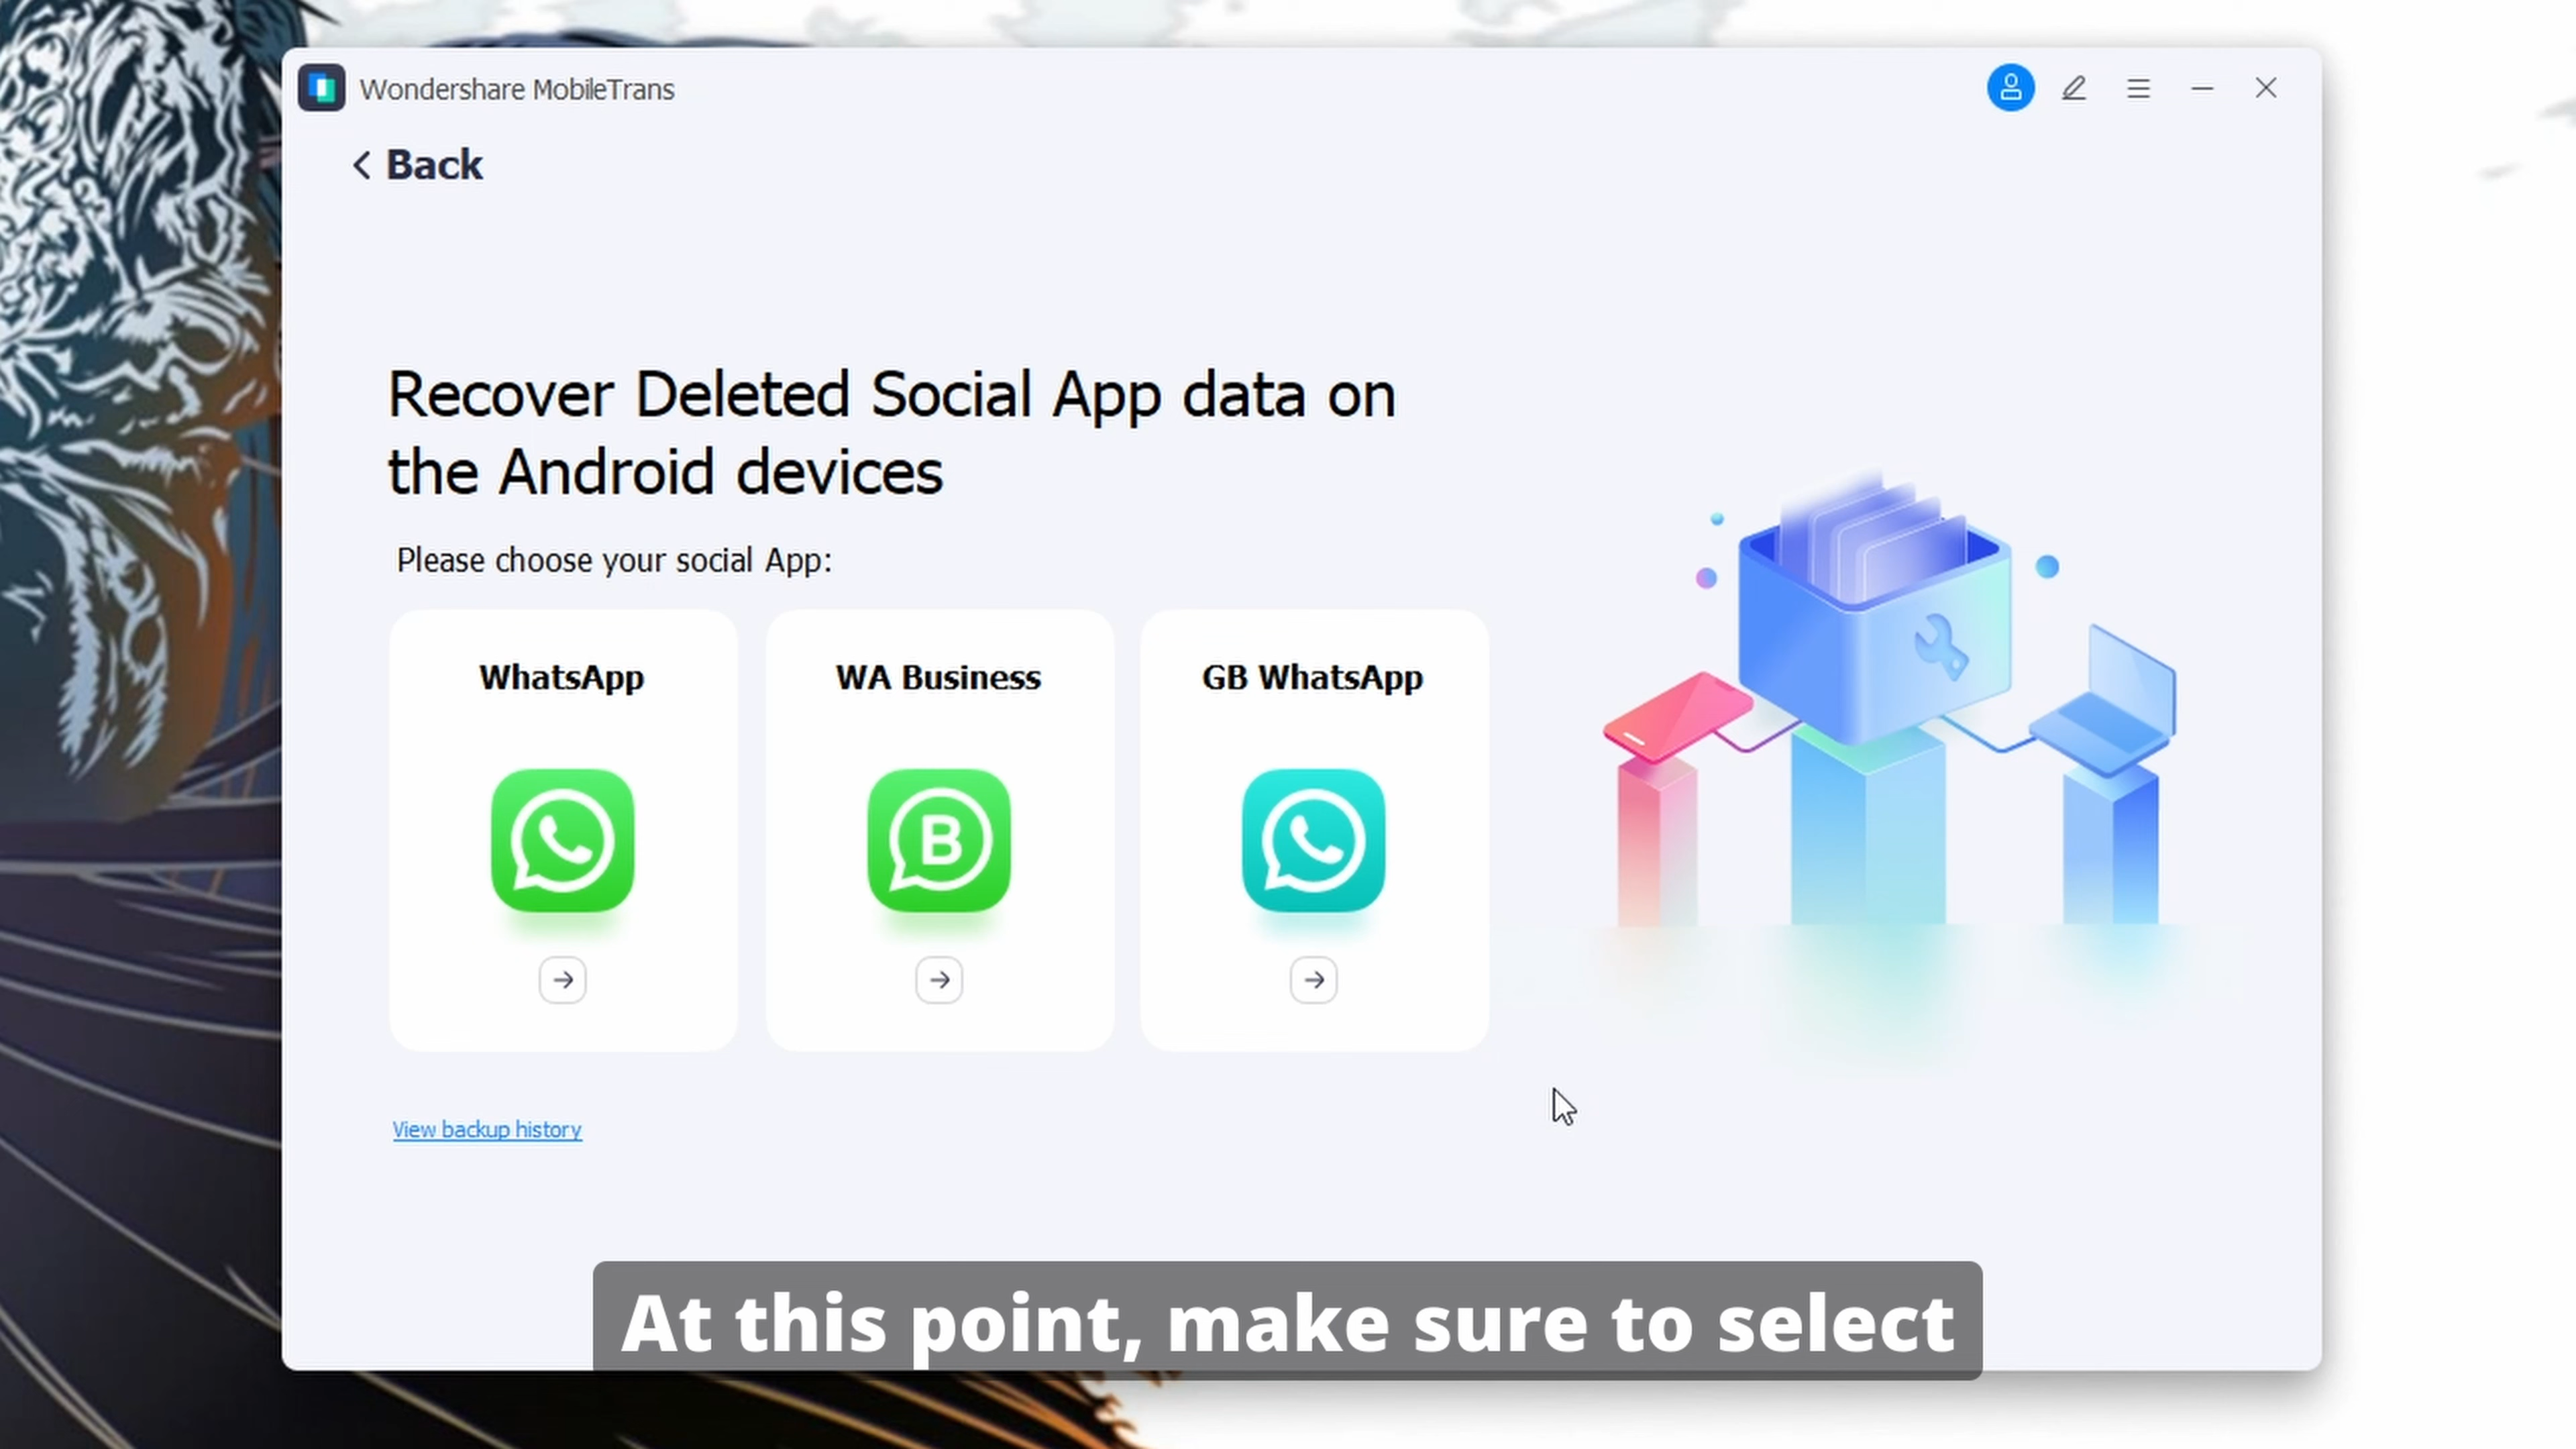 Wondershare MobileTrans
Back
Recover Deleted Social App data on
the Android devices
Please choose your social App:
WhatsApp
WA Business
GB WhatsApp
B
View backup history
At this point, make sure to select